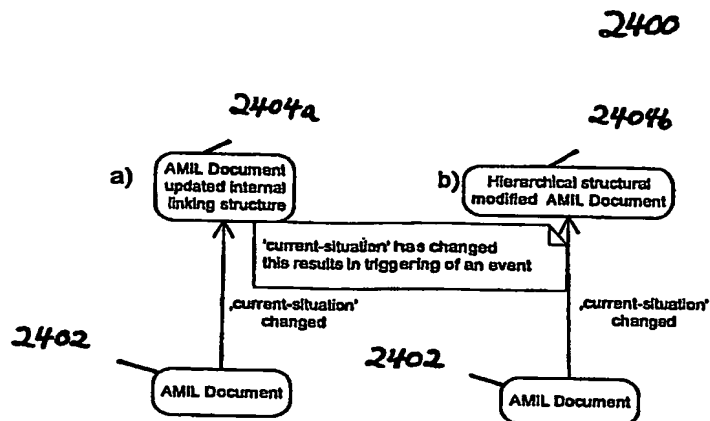 2400
2404a
2404b
a)
AMIL Document
updated internal
linking structure
b)
Hierarchical structural
modified AMIL Document
'current-situation' has changed
this results in triggering of an event
‚current-situation'
changed
‚current-situation'
changed
2402
2402
AMIL Document
AMIL Document